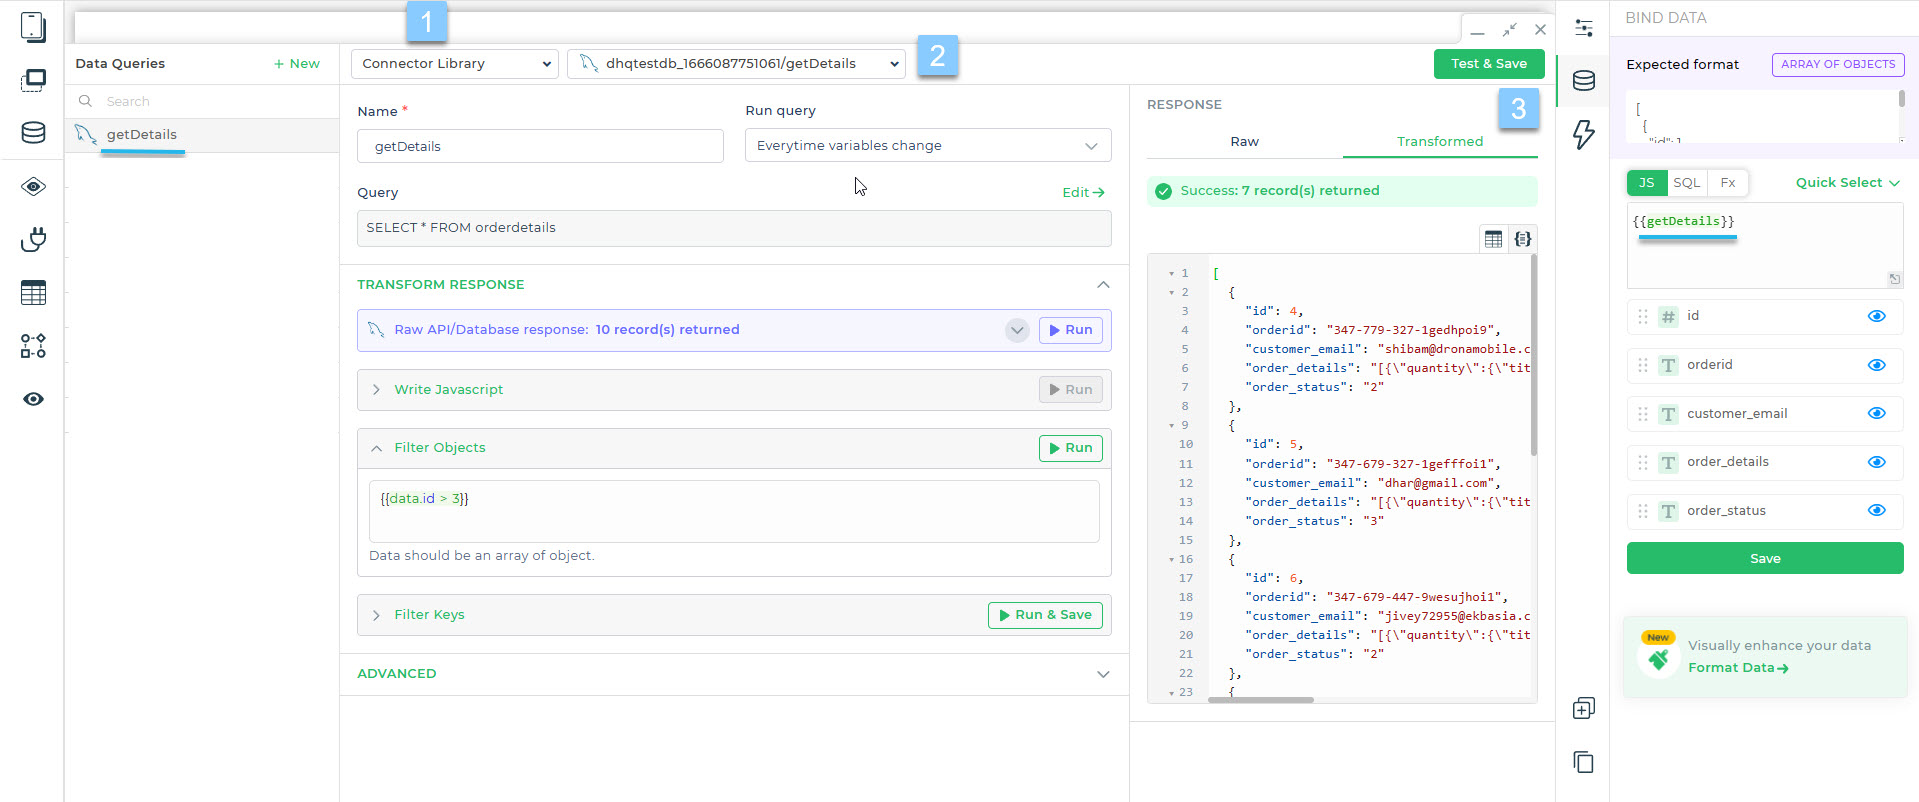 1
2
3
Data Queries
+ New
Search
getDetails
Connector Library
dhqtestdb_1666087751061/getDetails
Test & Save
Name *
Run query
getDetails
Everytime variables change
Query
Edit →
SELECT * FROM orderdetails
TRANSFORM RESPONSE
Raw API/Database response: 10 record(s) returned
Run
Write Javascript
Run
Filter Objects
Run
{{data.id > 3}}
Data should be an array of object.
Filter Keys
Run & Save
ADVANCED
RESPONSE
Raw
Transformed
Success: 7 record(s) returned
1 [
2 {
3 "id": 4,
4 "orderid": "347-779-327-1gedhpoi9",
5 "customer_email": "shibam@dronamobile.c
6 "order_details": "[{\"quantity\":{\"tit
7 "order_status": "2"
8 },
9 {
10 "id": 5,
11 "orderid": "347-679-327-1gefffoi1",
12 "customer_email": "dhar@gmail.com",
13 "order_details": "[{\"quantity\":{\"tit
14 "order_status": "3"
15 },
16 {
17 "id": 6,
18 "orderid": "347-679-447-9wesujhoi1",
19 "customer_email": "jivey72955@ekbasia.c
20 "order_details": "[{\"quantity\":{\"tit
21 "order_status": "2"
22 },
23 {
BIND DATA
Expected format
ARRAY OF OBJECTS
[
{
"id": 1
JS
SQL
Fx
Quick Select
{{getDetails}}
# id
T orderid
T customer_email
T order_details
T order_status
Save
New
Visually enhance your data
Format Data →